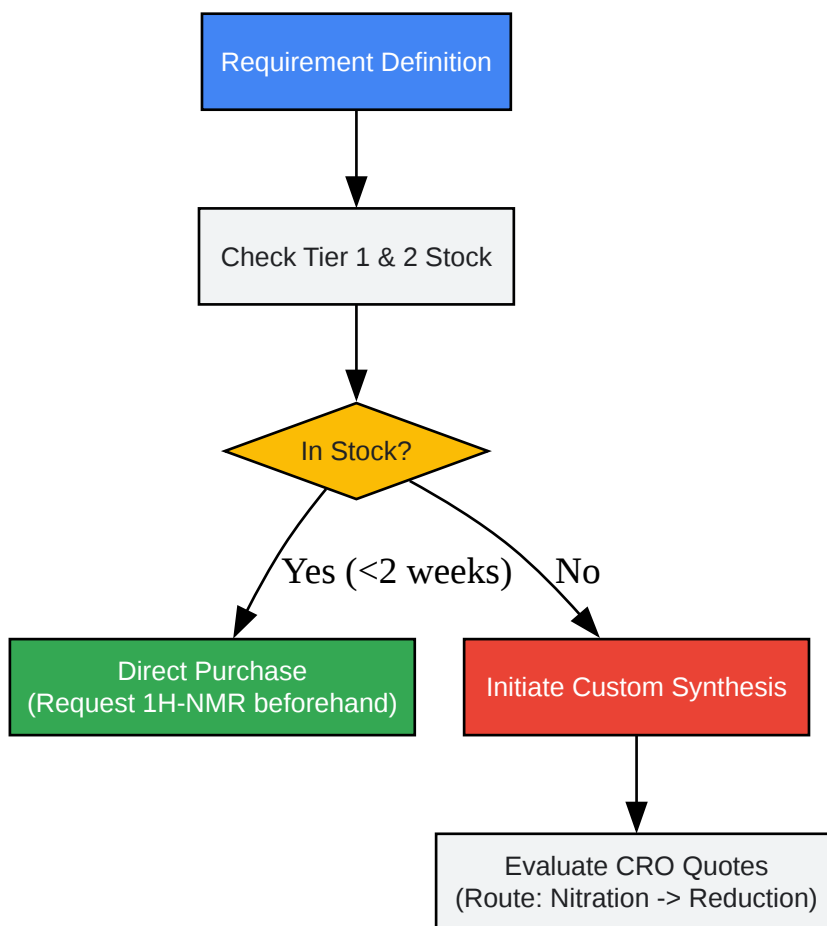 Requirement Definition
Check Tier 1 & 2 Stock
In Stock?
Yes (<2 weeks)
No
Direct Purchase
(Request 1H-NMR beforehand)
Initiate Custom Synthesis
Evaluate CRO Quotes
(Route: Nitration -> Reduction)